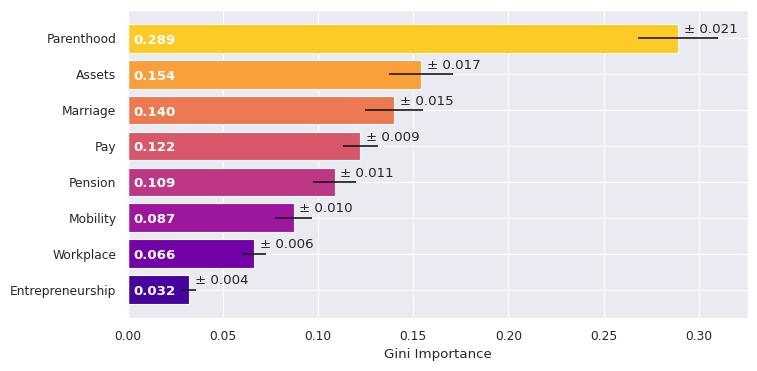 Parenthood 0.289 ± 0.021
Assets 0.154 ± 0.017
Marriage 0.140 ± 0.015
Pay 0.122 ± 0.009
Pension 0.109 ± 0.011
Mobility 0.087 ± 0.010
Workplace 0.066 ± 0.006
Entrepreneurship 0.032 ± 0.004
0.00 0.05 0.10 0.15 0.20 0.25 0.30
Gini Importance